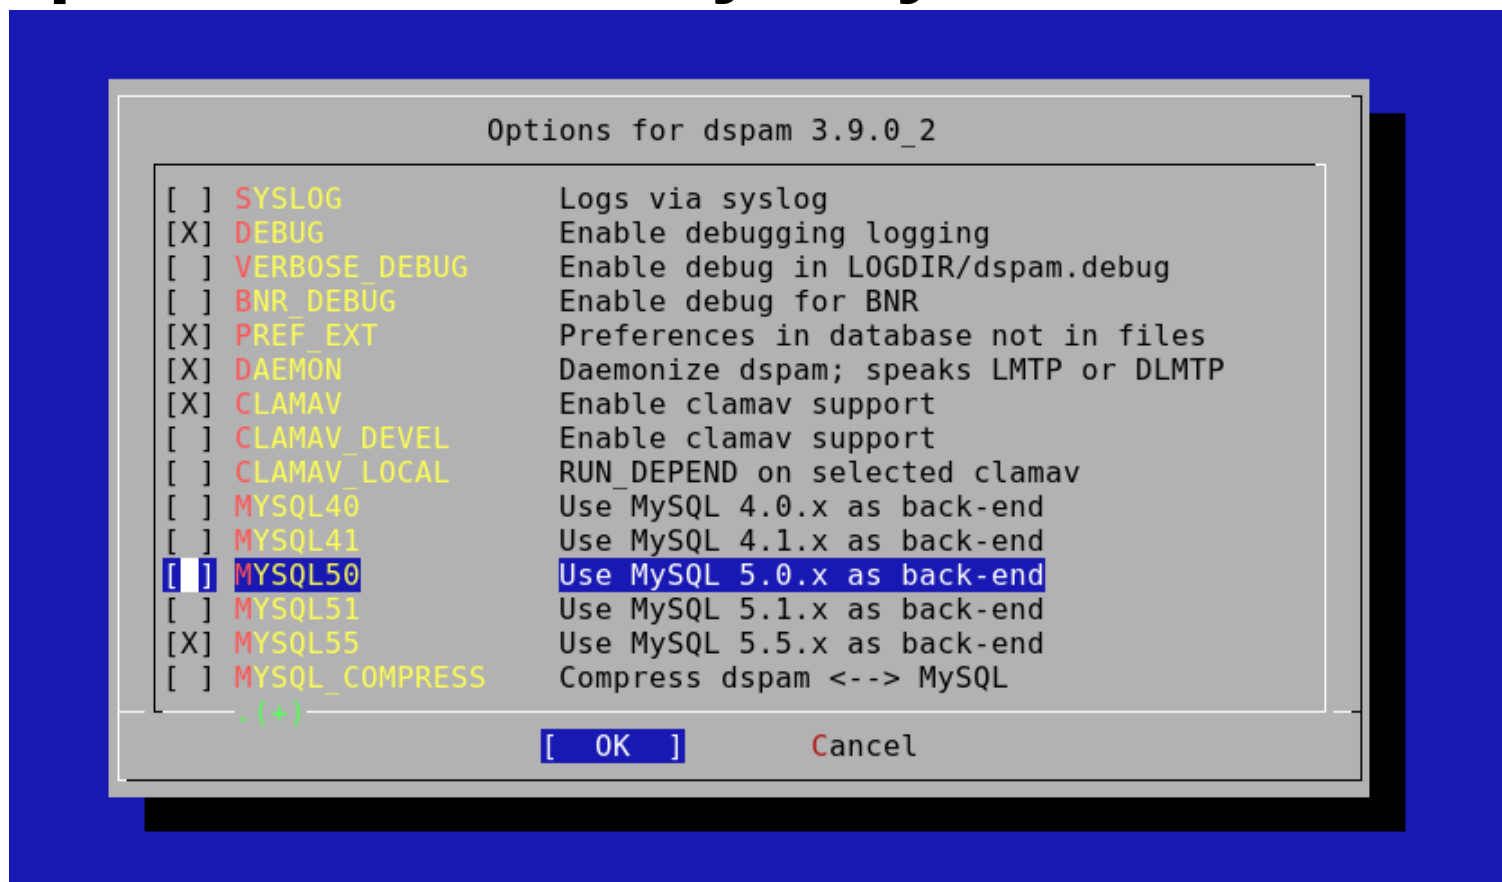 Options for dspam 3.9.0_2
[ ] SYSLOG Logs via syslog
[X] DEBUG Enable debugging logging
[ ] VERBOSE_DEBUG Enable debug in LOGDIR/dspam.debug
[ ] BNR_DEBUG Enable debug for BNR
[X] PREF_EXT Preferences in database not in files
[X] DAEMON Daemonize dspam; speaks LMTP or DLMTP
[X] CLAMAV Enable clamav support
[ ] CLAMAV_DEVEL Enable clamav support
[ ] CLAMAV_LOCAL RUN_DEPEND on selected clamav
[ ] MYSQL40 Use MySQL 4.0.x as back-end
[ ] MYSQL41 Use MySQL 4.1.x as back-end
[ ] MYSQL50 Use MySQL 5.0.x as back-end
[ ] MYSQL51 Use MySQL 5.1.x as back-end
[X] MYSQL55 Use MySQL 5.5.x as back-end
[ ] MYSQL_COMPRESS Compress dspam <--> MySQL
.(+)
[ OK ] Cancel